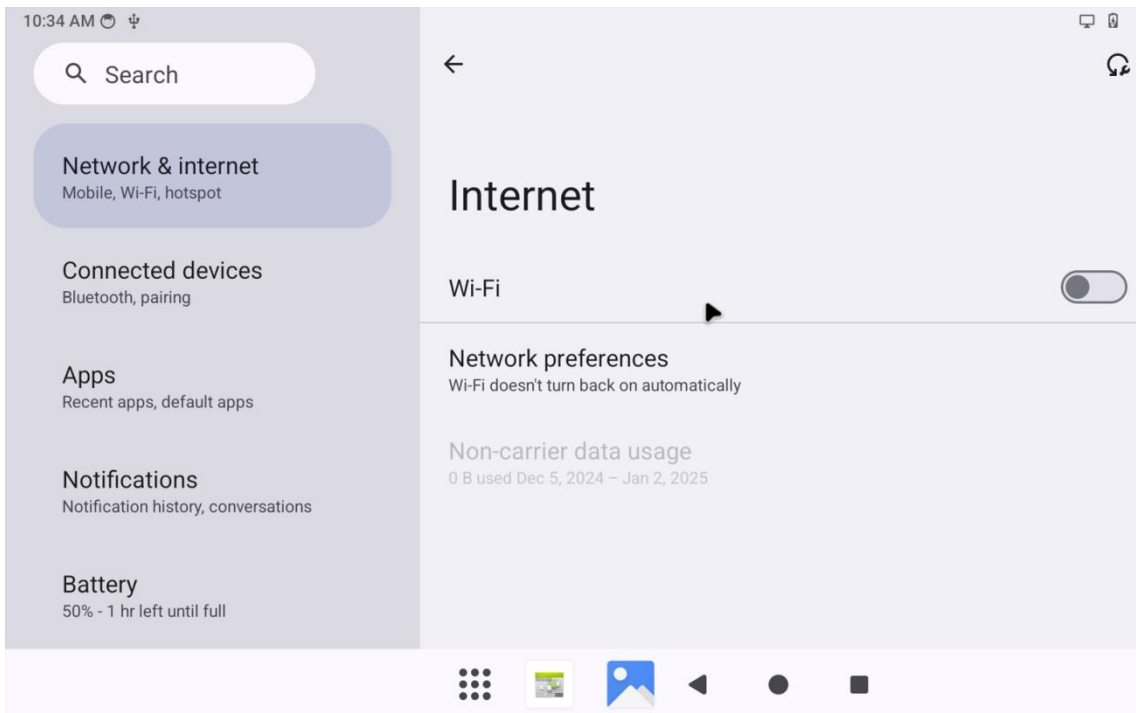 10:34 AM
Search
Network & internet
Mobile, Wi-Fi, hotspot
Connected devices
Bluetooth, pairing
Apps
Recent apps, default apps
Notifications
Notification history, conversations
Battery
50% - 1 hr left until full
Internet
Wi-Fi
Network preferences
Wi-Fi doesn't turn back on automatically
Non-carrier data usage
0 B used Dec 5, 2024 – Jan 2, 2025